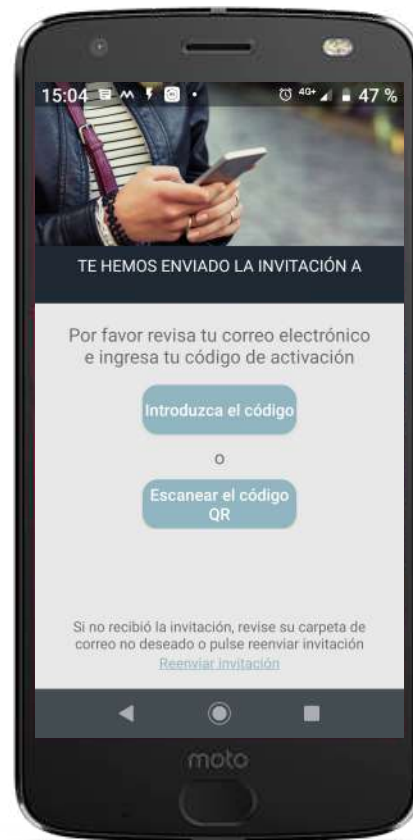 15:04
4G+
47 %
TE HEMOS ENVIADO LA INVITACIÓN A
Por favor revisa tu correo electrónico
e ingresa tu código de activación
Introduzca el código
o
Escanear el código
QR
Si no recibió la invitación, revise su carpeta de
correo no deseado o pulse reenviar invitación
Reenviar invitación
moto